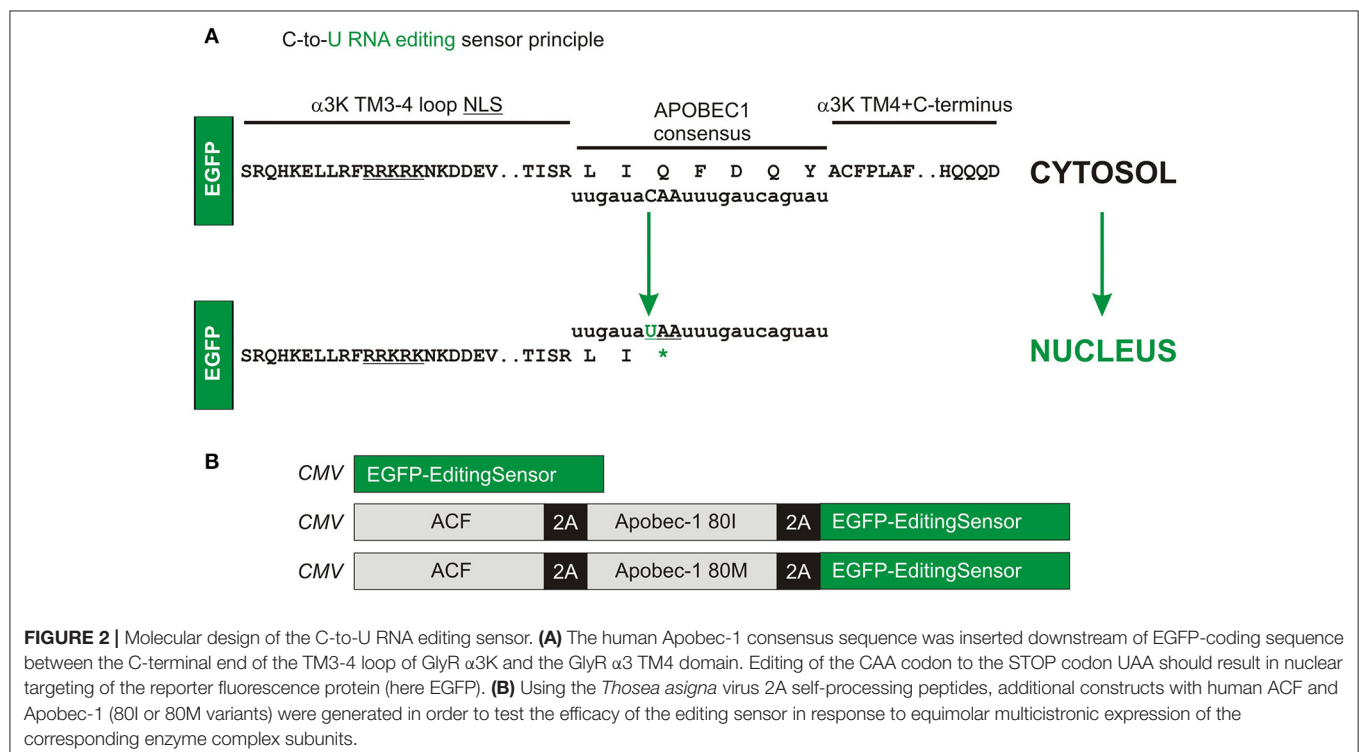 A C-to-U RNA editing sensor principle
α3K TM3-4 loop NLS
APOBEC1
consensus
α3K TM4+C-terminus
EGFP
SRQHKELLRFRRKRKNKDDEV..TISR L I Q F D Q Y ACFPLAF..HQQQD
CYTOSOL
uugauaCAAuuugaucaguau
EGFP
uugauaUAAuuugaucaguau
SRQHKELLRFRRKRKNKDDEV..TISR L I *
NUCLEUS
B
CMV EGFP-EditingSensor
CMV ACF 2A Apobec-1 80I 2A EGFP-EditingSensor
CMV ACF 2A Apobec-1 80M 2A EGFP-EditingSensor
FIGURE 2 | Molecular design of the C-to-U RNA editing sensor. (A) The human Apobec-1 consensus sequence was inserted downstream of EGFP-coding sequence
between the C-terminal end of the TM3-4 loop of GlyR α3K and the GlyR α3 TM4 domain. Editing of the CAA codon to the STOP codon UAA should result in nuclear
targeting of the reporter fluorescence protein (here EGFP). (B) Using the Thosea asigna virus 2A self-processing peptides, additional constructs with human ACF and
Apobec-1 (80I or 80M variants) were generated in order to test the efficacy of the editing sensor in response to equimolar multicistronic expression of the
corresponding enzyme complex subunits.